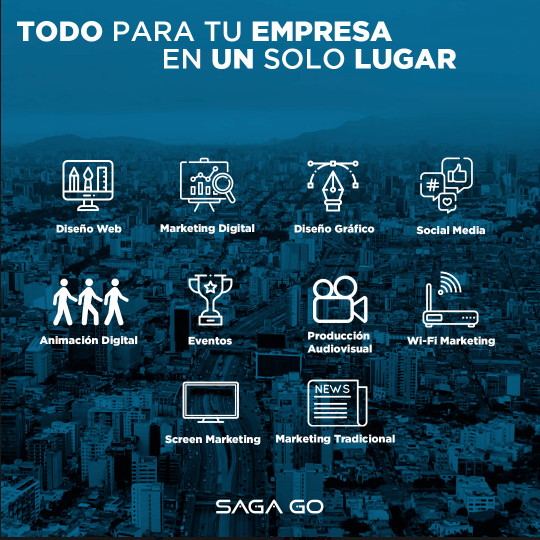 TODO PARA TU EMPRESA
EN UN SOLO LUGAR
Diseño Web
Marketing Digital
Diseño Gráfico
#
Social Media
Animación Digital
Eventos
Producción
Audiovisual
Wi-Fi Marketing
NEWS
Screen Marketing
Marketing Tradicional
SAGA GO